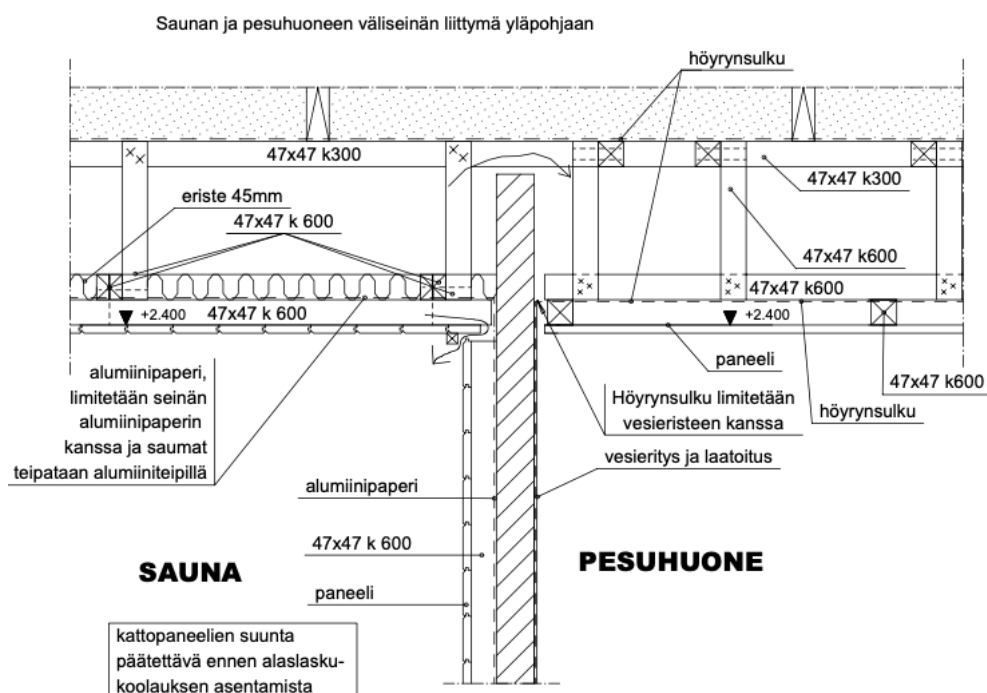 Saunan ja pesuhuoneen väliseinän liittymä yläpohjaan
höyrynsulku
47x47 k300
47x47 k300
eriste 45mm
47x47 k 600
47x47 k600
47x47 k600
47x47 k 600
+2.400
+2.400
paneeli
47x47 k600
höyrynsulku
alumiinipaperi,
limitetään seinän
alumiinipaperin
kanssa ja saumat
teipataan alumiiniteipillä
Höyrynsulku limitetään
vesieristeen kanssa
vesieritys ja laatoitus
alumiinipaperi
47x47 k 600
paneeli
SAUNA
PESUHUONE
kattopaneelien suunta
päätettävä ennen alaslasku-
koolauksen asentamista